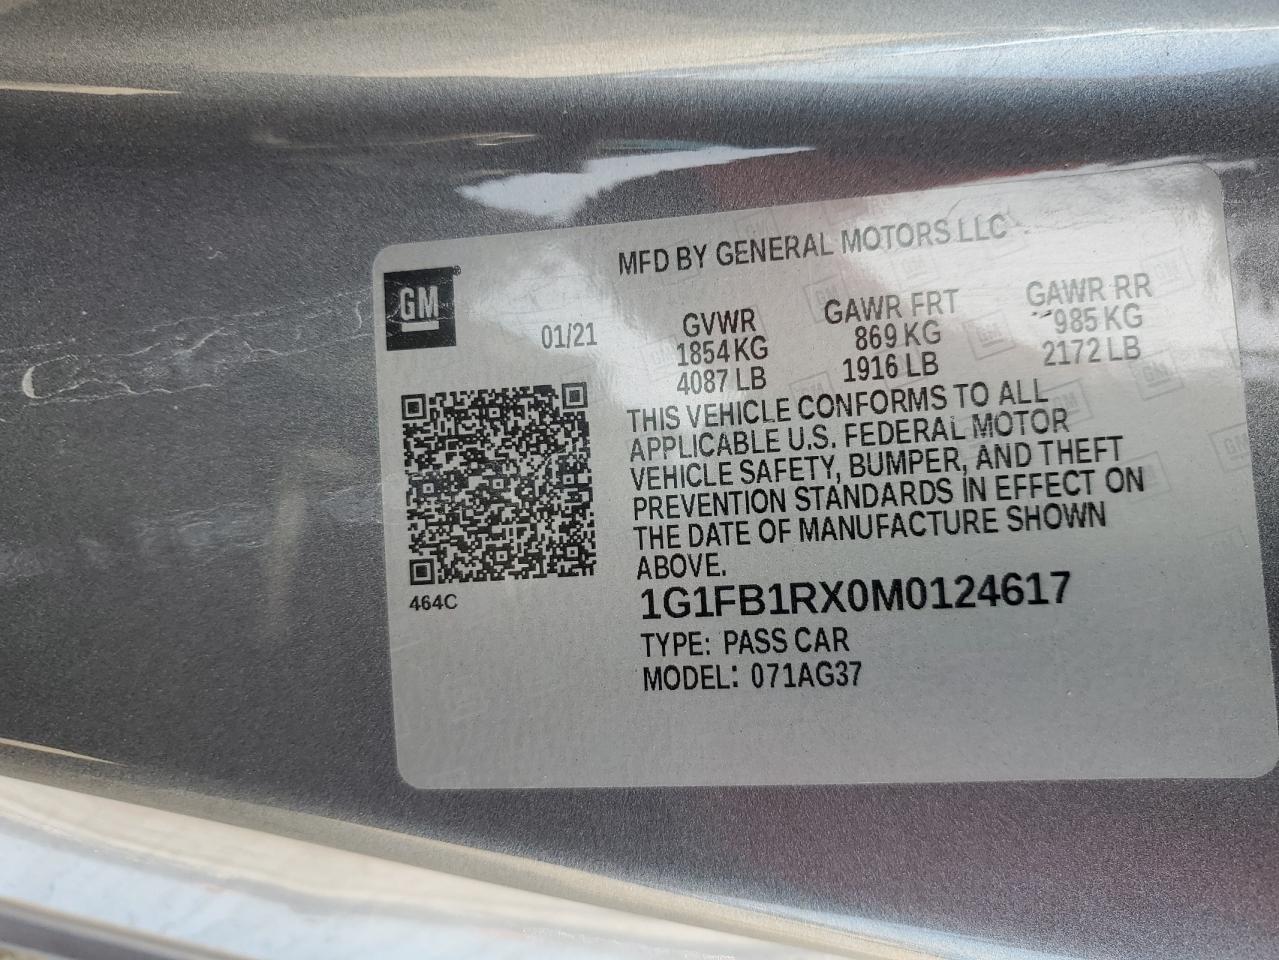 MFD BY GENERAL MOTORS LLC
GM
01/21
GVWR
1854 KG
4087 LB
GAWR FRT
869 KG
1916 LB
GAWR RR
985 KG
2172 LB
THIS VEHICLE CONFORMS TO ALL
APPLICABLE U.S. FEDERAL MOTOR
VEHICLE SAFETY, BUMPER, AND THEFT
PREVENTION STANDARDS IN EFFECT ON
THE DATE OF MANUFACTURE SHOWN
ABOVE.
464C
1G1FB1RX0M0124617
TYPE: PASS CAR
MODEL: 071AG37